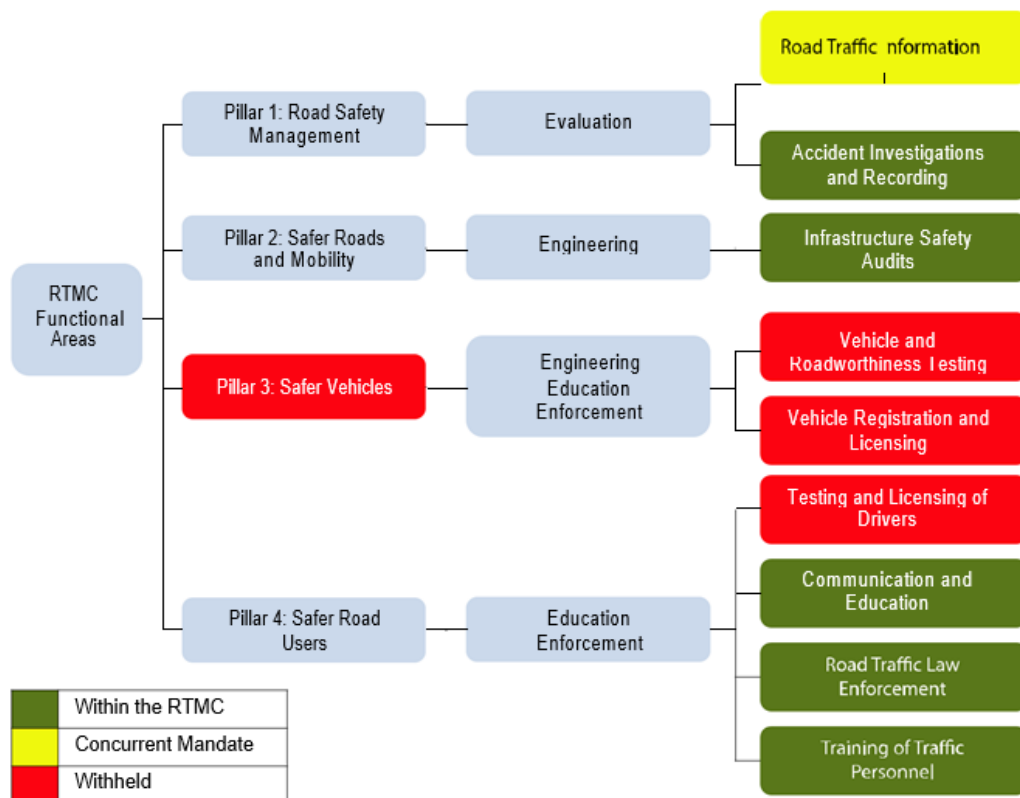 Road Traffic nformation
Pillar 1: Road Safety
Management
Evaluation
Accident Investigations
and Recording
Pillar 2: Safer Roads
and Mobility
Engineering
Infrastructure Safety
Audits
RTMC
Functional
Areas
Pillar 3: Safer Vehicles
Engineering
Education
Enforcement
Vehicle and
Roadworthiness Testing
Vehicle Registration and
Licensing
Testing and Licensing of
Drivers
Communication and
Education
Pillar 4: Safer Road
Users
Education
Enforcement
Road Traffic Law
Enforcement
Training of Traffic
Personnel
Within the RTMC
Concurrent Mandate
Withheld